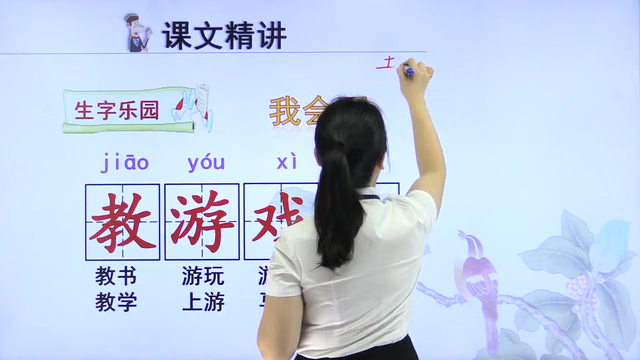 课文精讲
土
生字乐园 我会
jiāo yóu xì
教 游 戏
教书 游玩
教学 上游